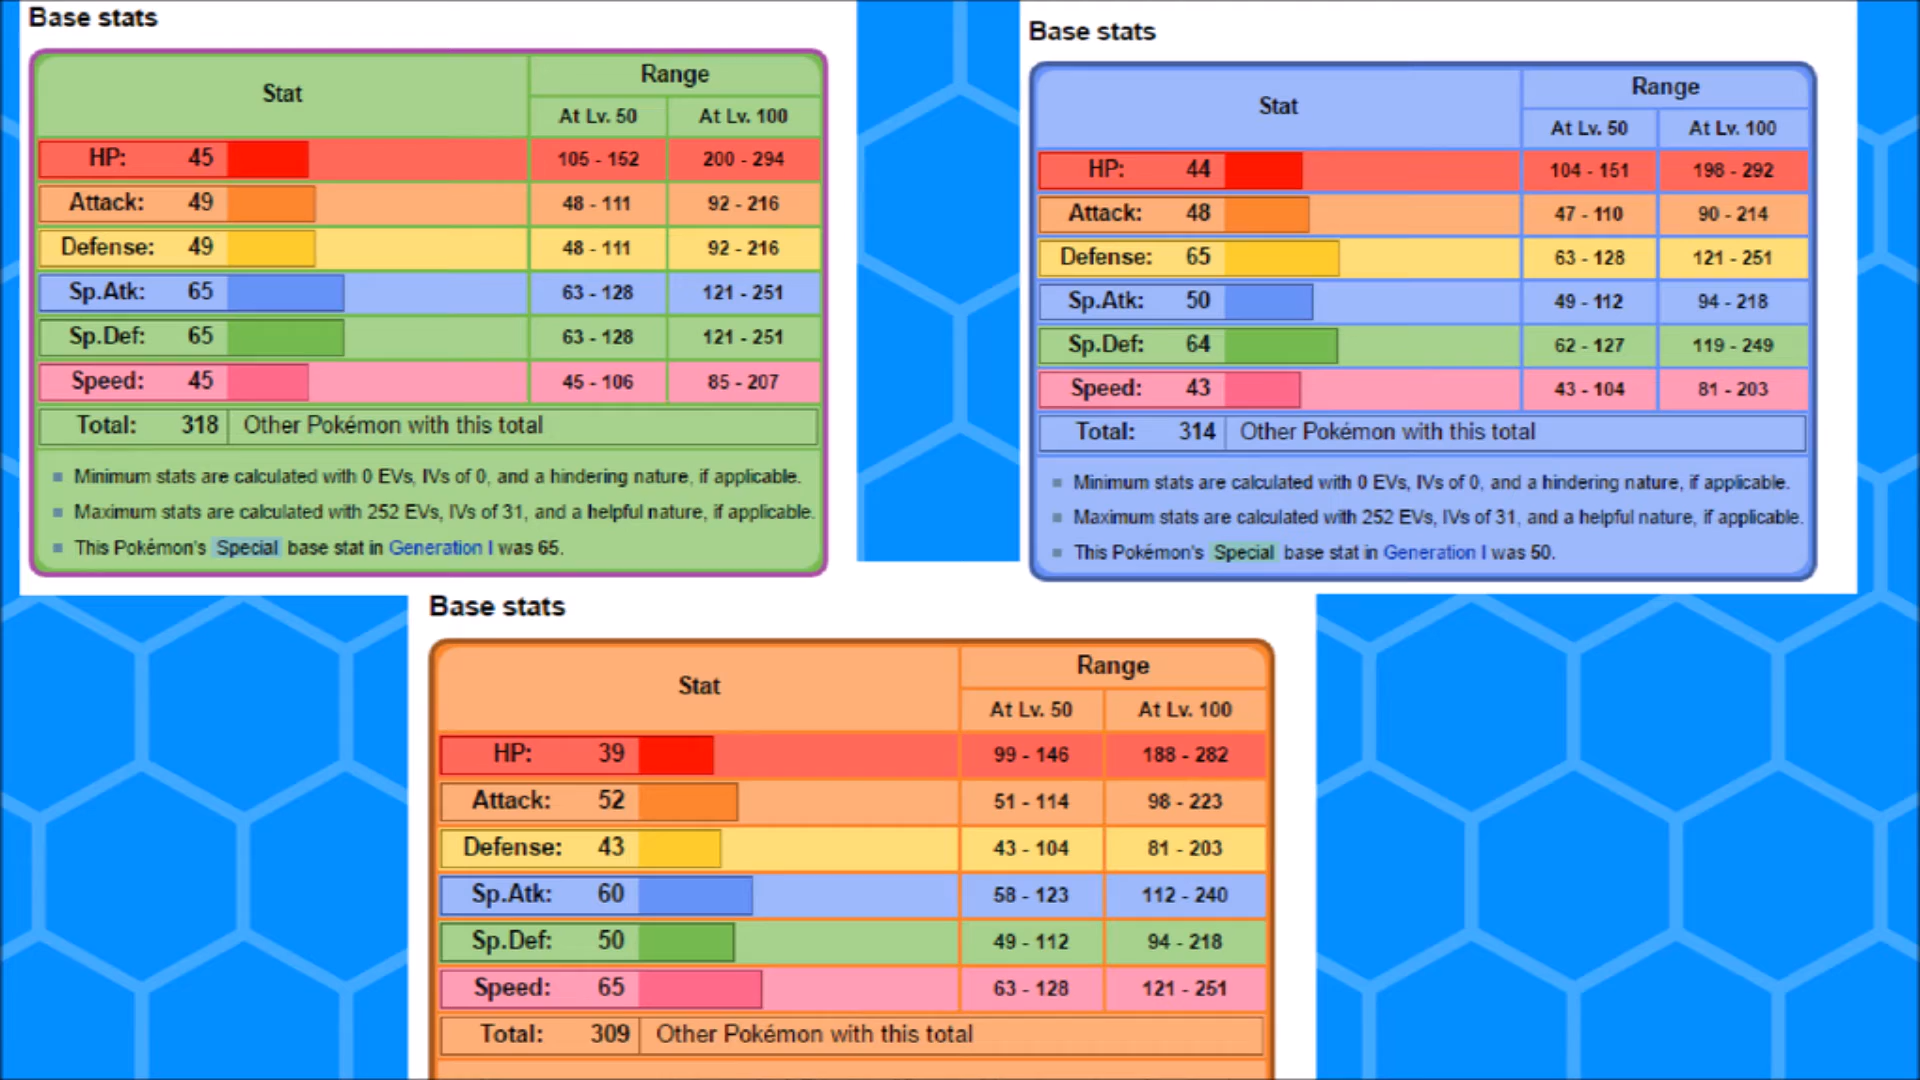 Base stats
Stat Range
At Lv. 50 At Lv. 100
HP: 45 105 - 152 200 - 294
Attack: 49 48 - 111 92 - 216
Defense: 49 48 - 111 92 - 216
Sp.Atk: 65 63 - 128 121 - 251
Sp.Def: 65 63 - 128 121 - 251
Speed: 45 45 - 106 85 - 207
Total: 318 Other Pokémon with this total
Minimum stats are calculated with 0 EVs, IVs of 0, and a hindering nature, if applicable.
Maximum stats are calculated with 252 EVs, IVs of 31, and a helpful nature, if applicable.
This Pokémon's Special base stat in Generation I was 65.
Base stats
Stat Range
At Lv. 50 At Lv. 100
HP: 44 104 - 151 198 - 292
Attack: 48 47 - 110 90 - 214
Defense: 65 63 - 128 121 - 251
Sp.Atk: 50 49 - 112 94 - 218
Sp.Def: 64 62 - 127 119 - 249
Speed: 43 43 - 104 81 - 203
Total: 314 Other Pokémon with this total
Minimum stats are calculated with 0 EVs, IVs of 0, and a hindering nature, if applicable.
Maximum stats are calculated with 252 EVs, IVs of 31, and a helpful nature, if applicable.
This Pokémon's Special base stat in Generation I was 50.
Base stats
Stat Range
At Lv. 50 At Lv. 100
HP: 39 99 - 146 188 - 282
Attack: 52 51 - 114 98 - 223
Defense: 43 43 - 104 81 - 203
Sp.Atk: 60 58 - 123 112 - 240
Sp.Def: 50 49 - 112 94 - 218
Speed: 65 63 - 128 121 - 251
Total: 309 Other Pokémon with this total